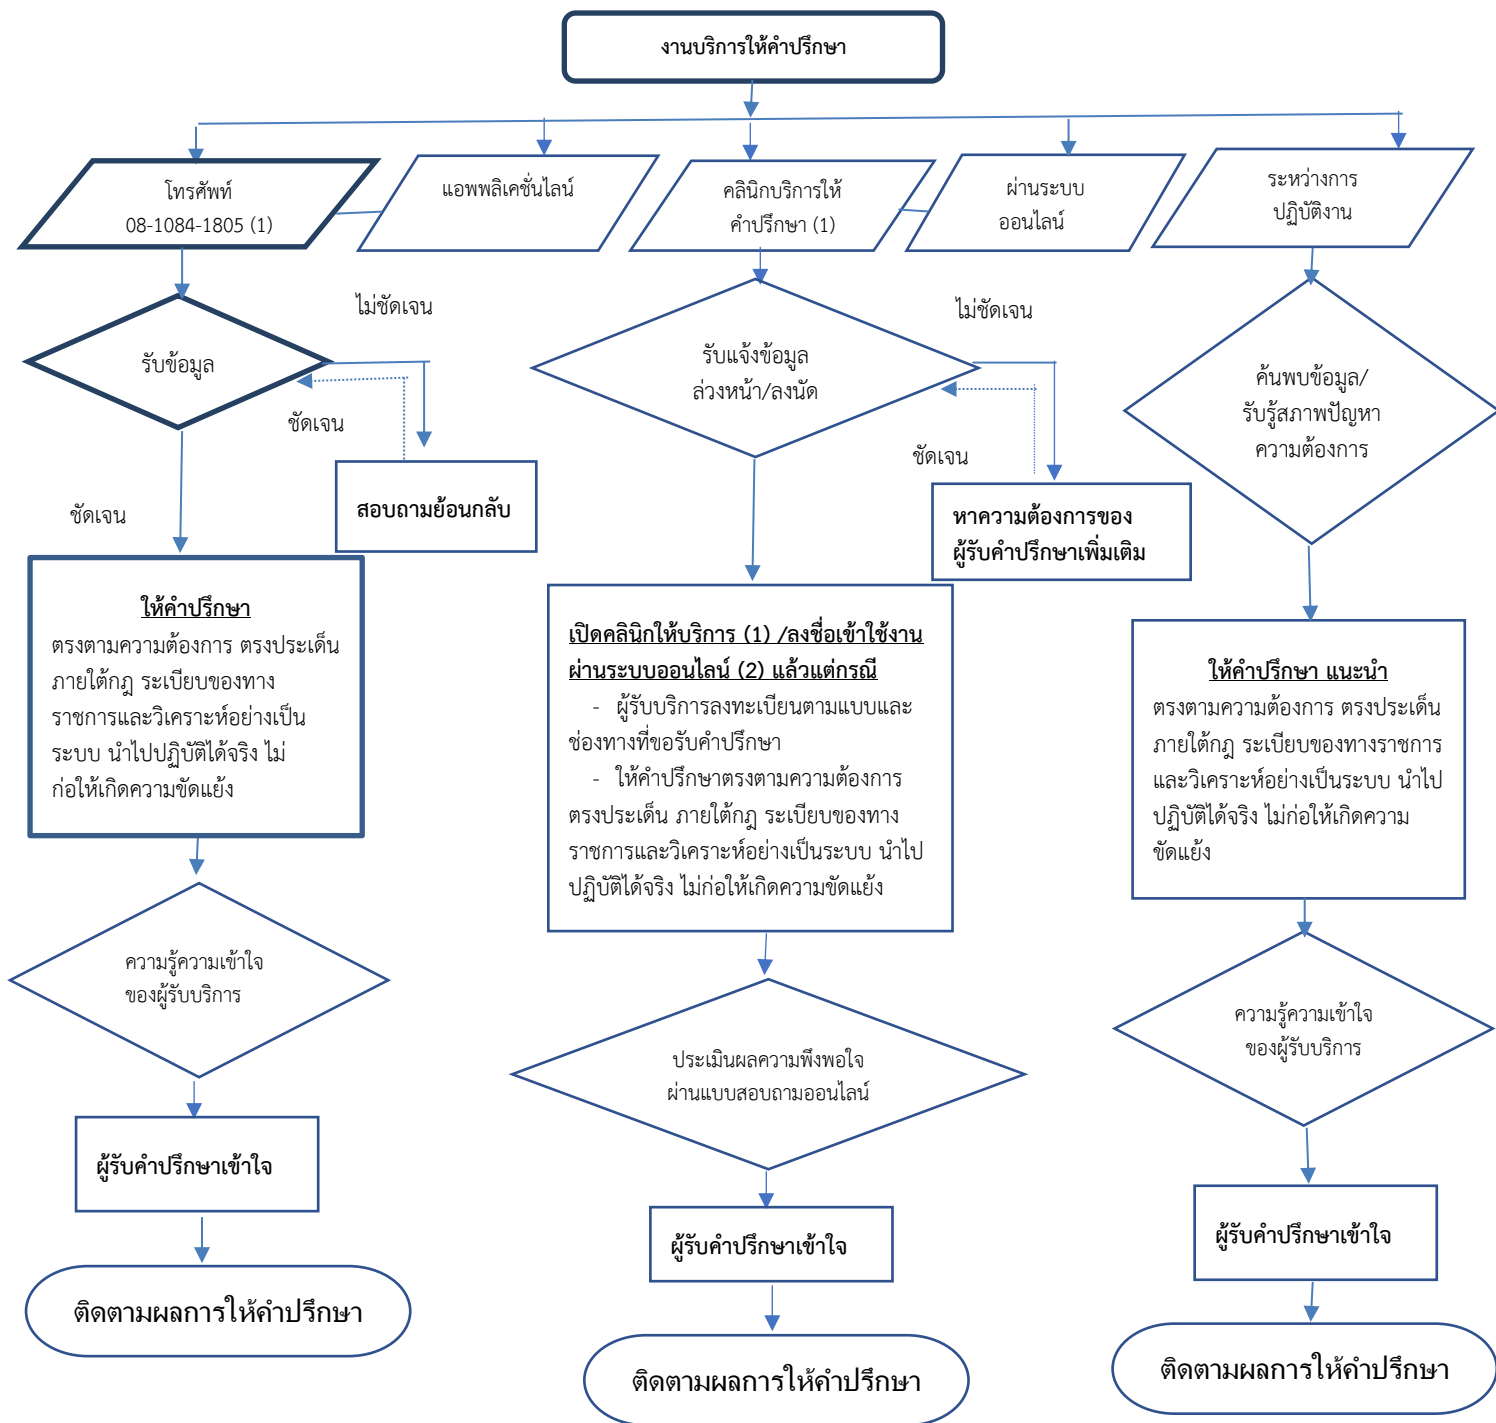 งานบริการให้คำปรึกษา
โทรศัพท์
08-1084-1805 (1)
แอพพลิเคชั่นไลน์
คลินิกบริการให้
คำปรึกษา (1)
ผ่านระบบ
ออนไลน์
ระหว่างการ
ปฏิบัติงาน
รับข้อมูล
ไม่ชัดเจน
ชัดเจน
สอบถามย้อนกลับ
ชัดเจน
รับแจ้งข้อมูล
ล่วงหน้า/ลงนัด
ไม่ชัดเจน
ชัดเจน
หาความต้องการของ
ผู้รับคำปรึกษาเพิ่มเติม
ค้นพบข้อมูล/
รับรู้สภาพปัญหา
ความต้องการ
ให้คำปรึกษา
ตรงตามความต้องการ ตรงประเด็น
ภายใต้กฎ ระเบียบของทาง
ราชการและวิเคราะห์อย่างเป็น
ระบบ นำไปปฏิบัติได้จริง ไม่
ก่อให้เกิดความขัดแย้ง
เปิดคลินิกให้บริการ (1) /ลงชื่อเข้าใช้งาน
ผ่านระบบออนไลน์ (2) แล้วแต่กรณี
- ผู้รับบริการลงทะเบียนตามแบบและ
ช่องทางที่ขอรับคำปรึกษา
- ให้คำปรึกษาตรงตามความต้องการ
ตรงประเด็น ภายใต้กฎ ระเบียบของทาง
ราชการและวิเคราะห์อย่างเป็นระบบ นำไป
ปฏิบัติได้จริง ไม่ก่อให้เกิดความขัดแย้ง
ให้คำปรึกษา แนะนำ
ตรงตามความต้องการ ตรงประเด็น
ภายใต้กฎ ระเบียบของทางราชการ
และวิเคราะห์อย่างเป็นระบบ นำไป
ปฏิบัติได้จริง ไม่ก่อให้เกิดความ
ขัดแย้ง
ความรู้ความเข้าใจ
ของผู้รับบริการ
ประเมินผลความพึงพอใจ
ผ่านแบบสอบถามออนไลน์
ความรู้ความเข้าใจ
ของผู้รับบริการ
ผู้รับคำปรึกษาเข้าใจ
ผู้รับคำปรึกษาเข้าใจ
ผู้รับคำปรึกษาเข้าใจ
ติดตามผลการให้คำปรึกษา
ติดตามผลการให้คำปรึกษา
ติดตามผลการให้คำปรึกษา